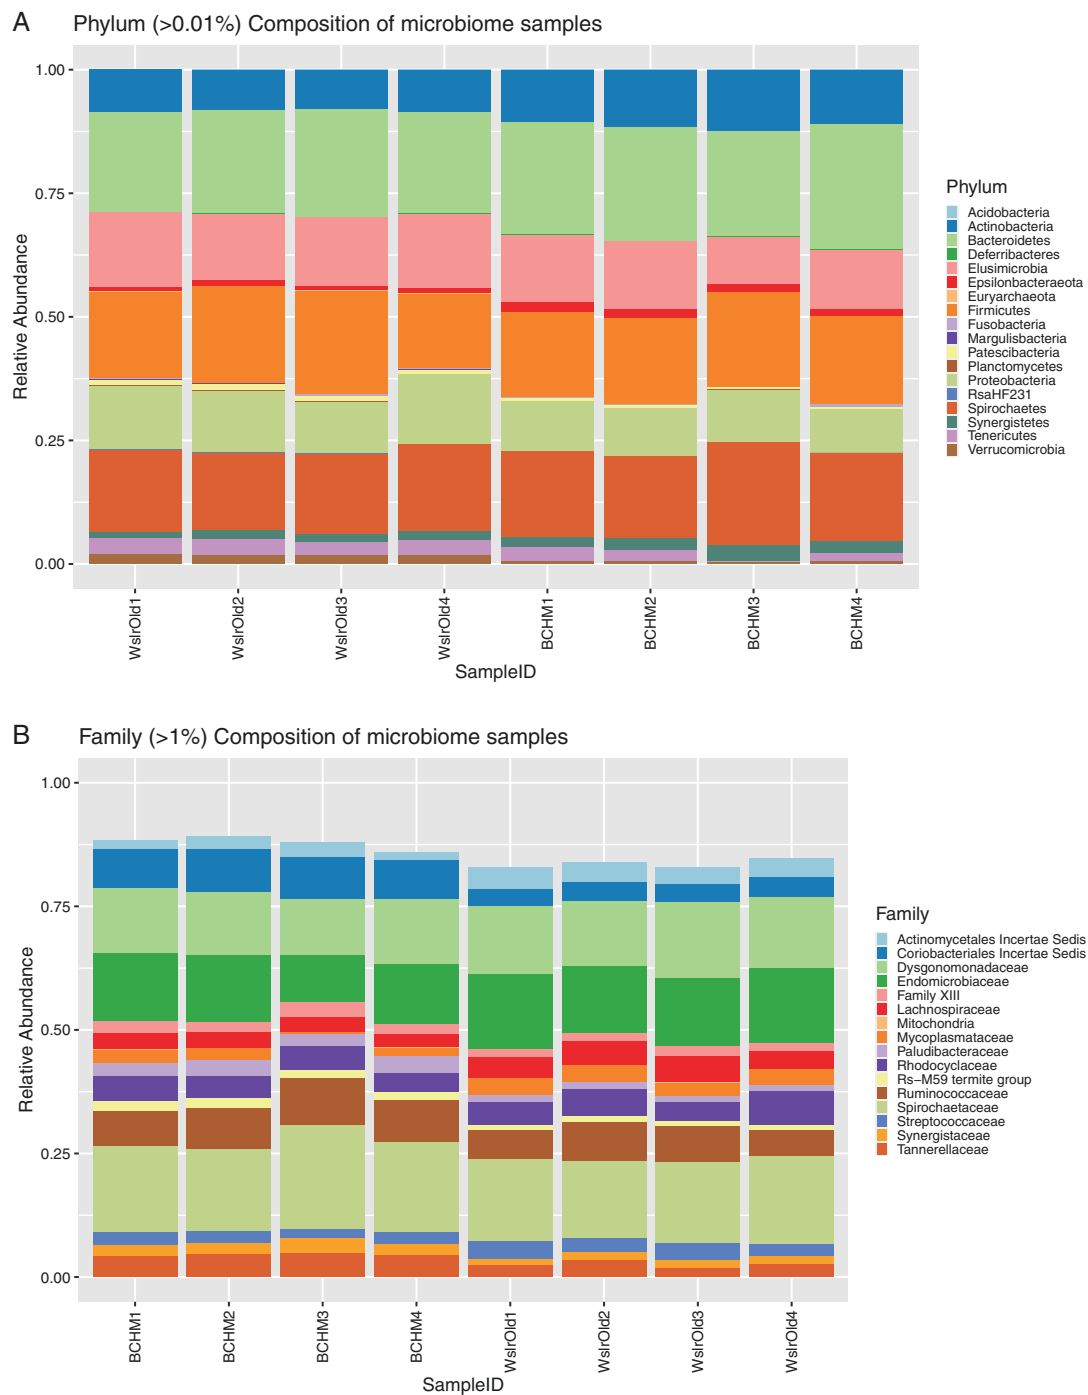 A
Phylum (>0.01%) Composition of microbiome samples
Relative Abundance
1.00
0.75
0.50
0.25
0.00
WslrOld1
WslrOld2
WslrOld3
WslrOld4
BCHM1
BCHM2
BCHM3
BCHM4
SampleID
Phylum
Acidobacteria
Actinobacteria
Bacteroidetes
Deferribacteres
Elusimicrobia
Epsilonbacteraeota
Euryarchaeota
Firmicutes
Fusobacteria
Margulisbacteria
Patescibacteria
Planctomycetes
Proteobacteria
RsaHF231
Spirochaetes
Synergistetes
Tenericutes
Verrucomicrobia
B
Family (>1%) Composition of microbiome samples
Relative Abundance
1.00
0.75
0.50
0.25
0.00
BCHM1
BCHM2
BCHM3
BCHM4
WslrOld1
WslrOld2
WslrOld3
WslrOld4
SampleID
Family
Actinomycetales Incertae Sedis
Coriobacteriales Incertae Sedis
Dysgonomonadaceae
Endomicrobiaceae
Family XIII
Lachnospiraceae
Mitochondria
Mycoplasmataceae
Paludibacteraceae
Rhodocyclaceae
Rs−M59 termite group
Ruminococcaceae
Spirochaetaceae
Streptococcaceae
Synergistaceae
Tannerellaceae